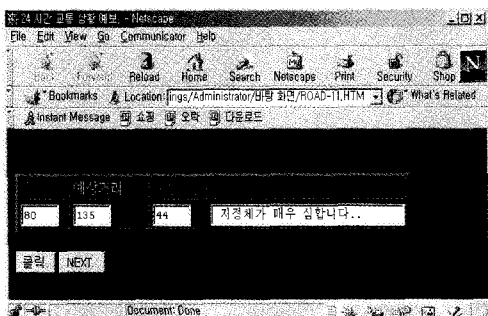 24 시간 교통 상황 예보. - Netscape
File Edit View Go Communicator Help
Back Forward Reload Home Search Netscape Print Security Shop N
Bookmarks Location: ings/Administrator/바탕 화면/ROAD-11.HTM What's Related
Instant Message 쇼핑 오락 다운로드
예상거리
80 135 44 지정체가 매우 심합니다..
클릭 NEXT
Document: Done